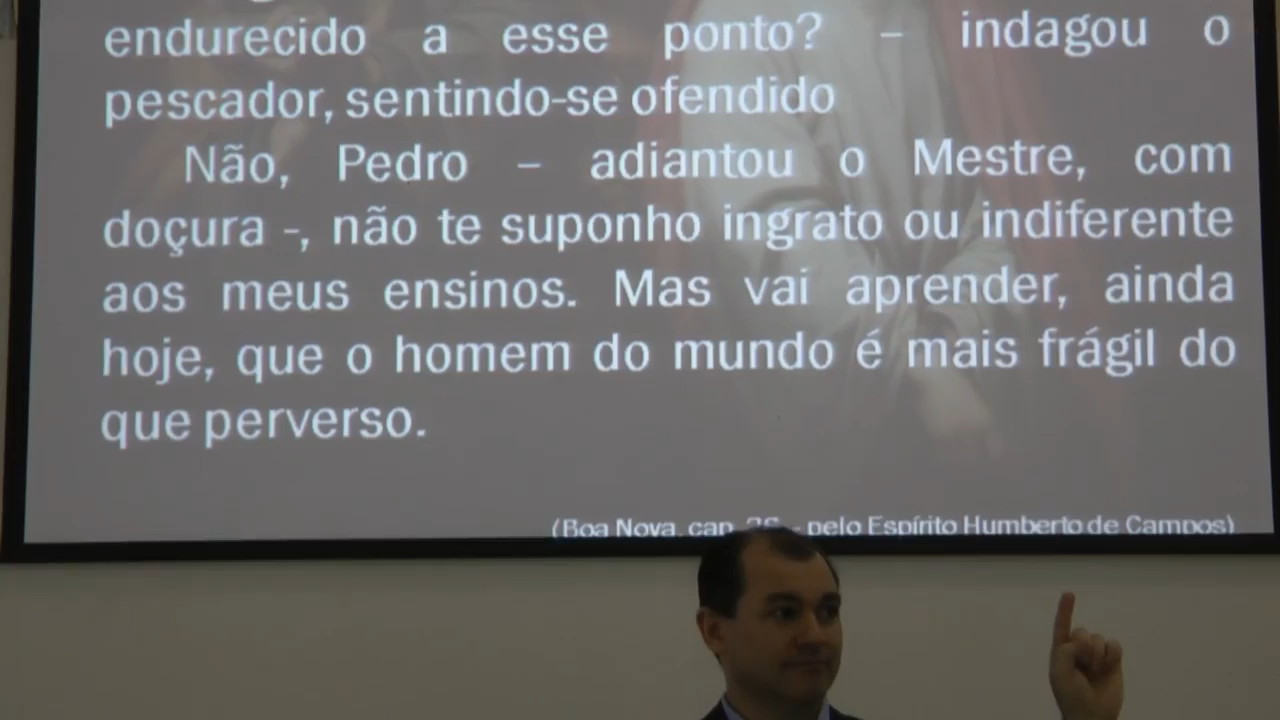 endurecido a esse ponto? – indagou o
pescador, sentindo-se ofendido
Não, Pedro – adiantou o Mestre, com
doçura -, não te suponho ingrato ou indiferente
aos meus ensinos. Mas vai aprender, ainda
hoje, que o homem do mundo é mais frágil do
que perverso.
(Boa Nova, cap. - pelo Espírito Humberto de Campos)